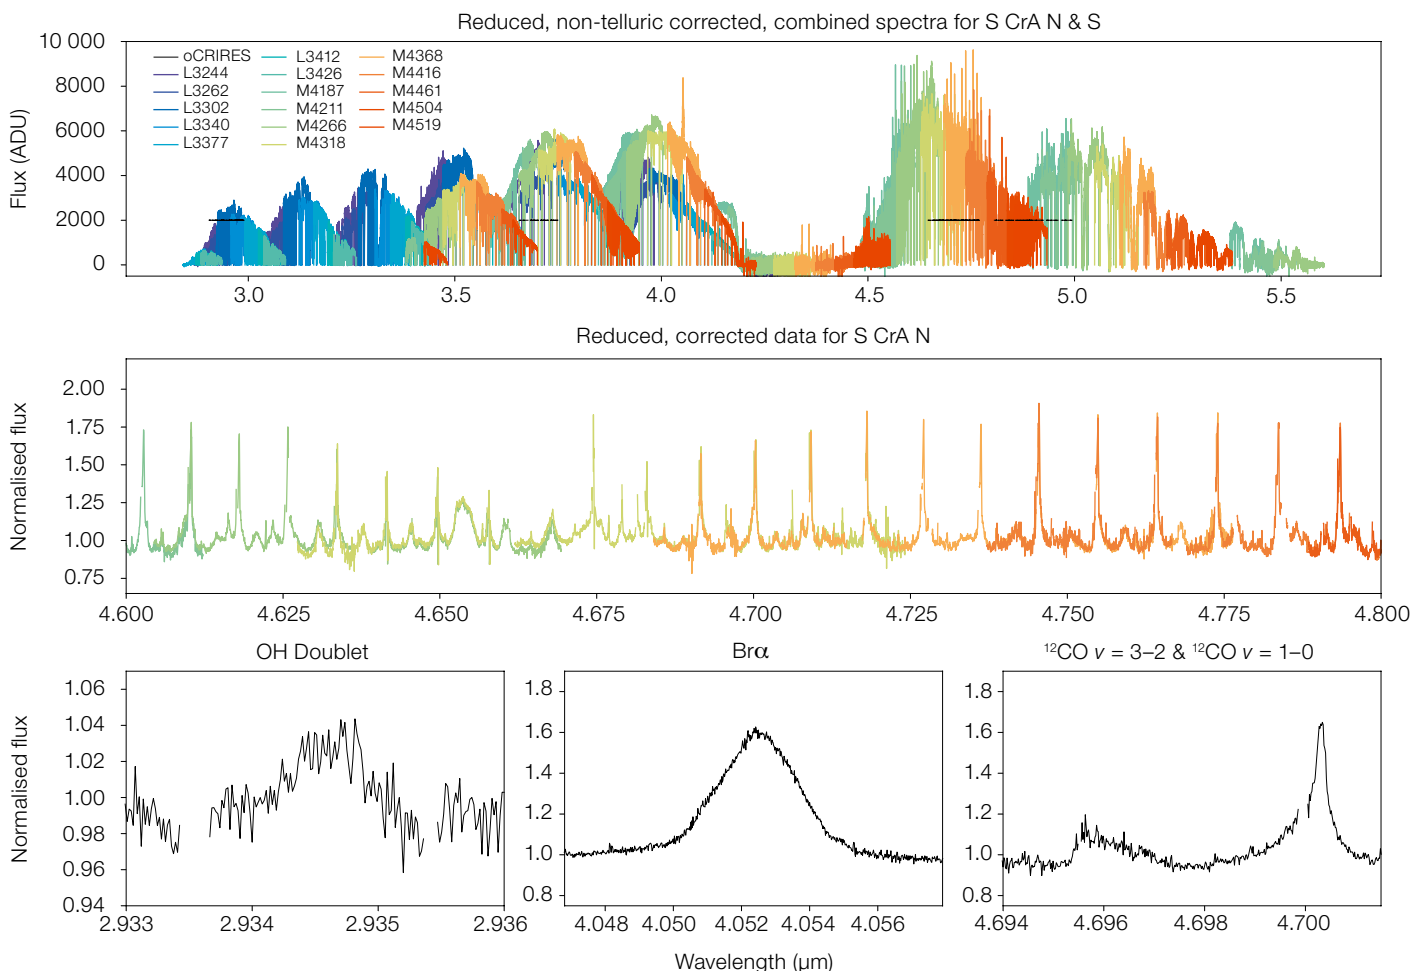 Reduced, non-telluric corrected, combined spectra for S CrA N & S
Flux (ADU)
10 000
8000
6000
4000
2000
0
oCRIRES
L3244
L3262
L3302
L3340
L3377
L3412
L3426
M4187
M4211
M4266
M4318
M4368
M4416
M4461
M4504
M4519
3.0 3.5 4.0 4.5 5.0 5.5
Reduced, corrected data for S CrA N
Normalised flux
2.00
1.75
1.50
1.25
1.00
0.75
4.600 4.625 4.650 4.675 4.700 4.725 4.750 4.775 4.800
OH Doublet
Normalised flux
1.06
1.04
1.02
1.00
0.98
0.96
0.94
2.933 2.934 2.935 2.936
Brα
1.8
1.6
1.4
1.2
1.0
0.8
4.048 4.050 4.052 4.054 4.056
¹²CO v = 3–2 & ¹²CO v = 1–0
1.8
1.6
1.4
1.2
1.0
0.8
4.694 4.696 4.698 4.700
Wavelength (µm)